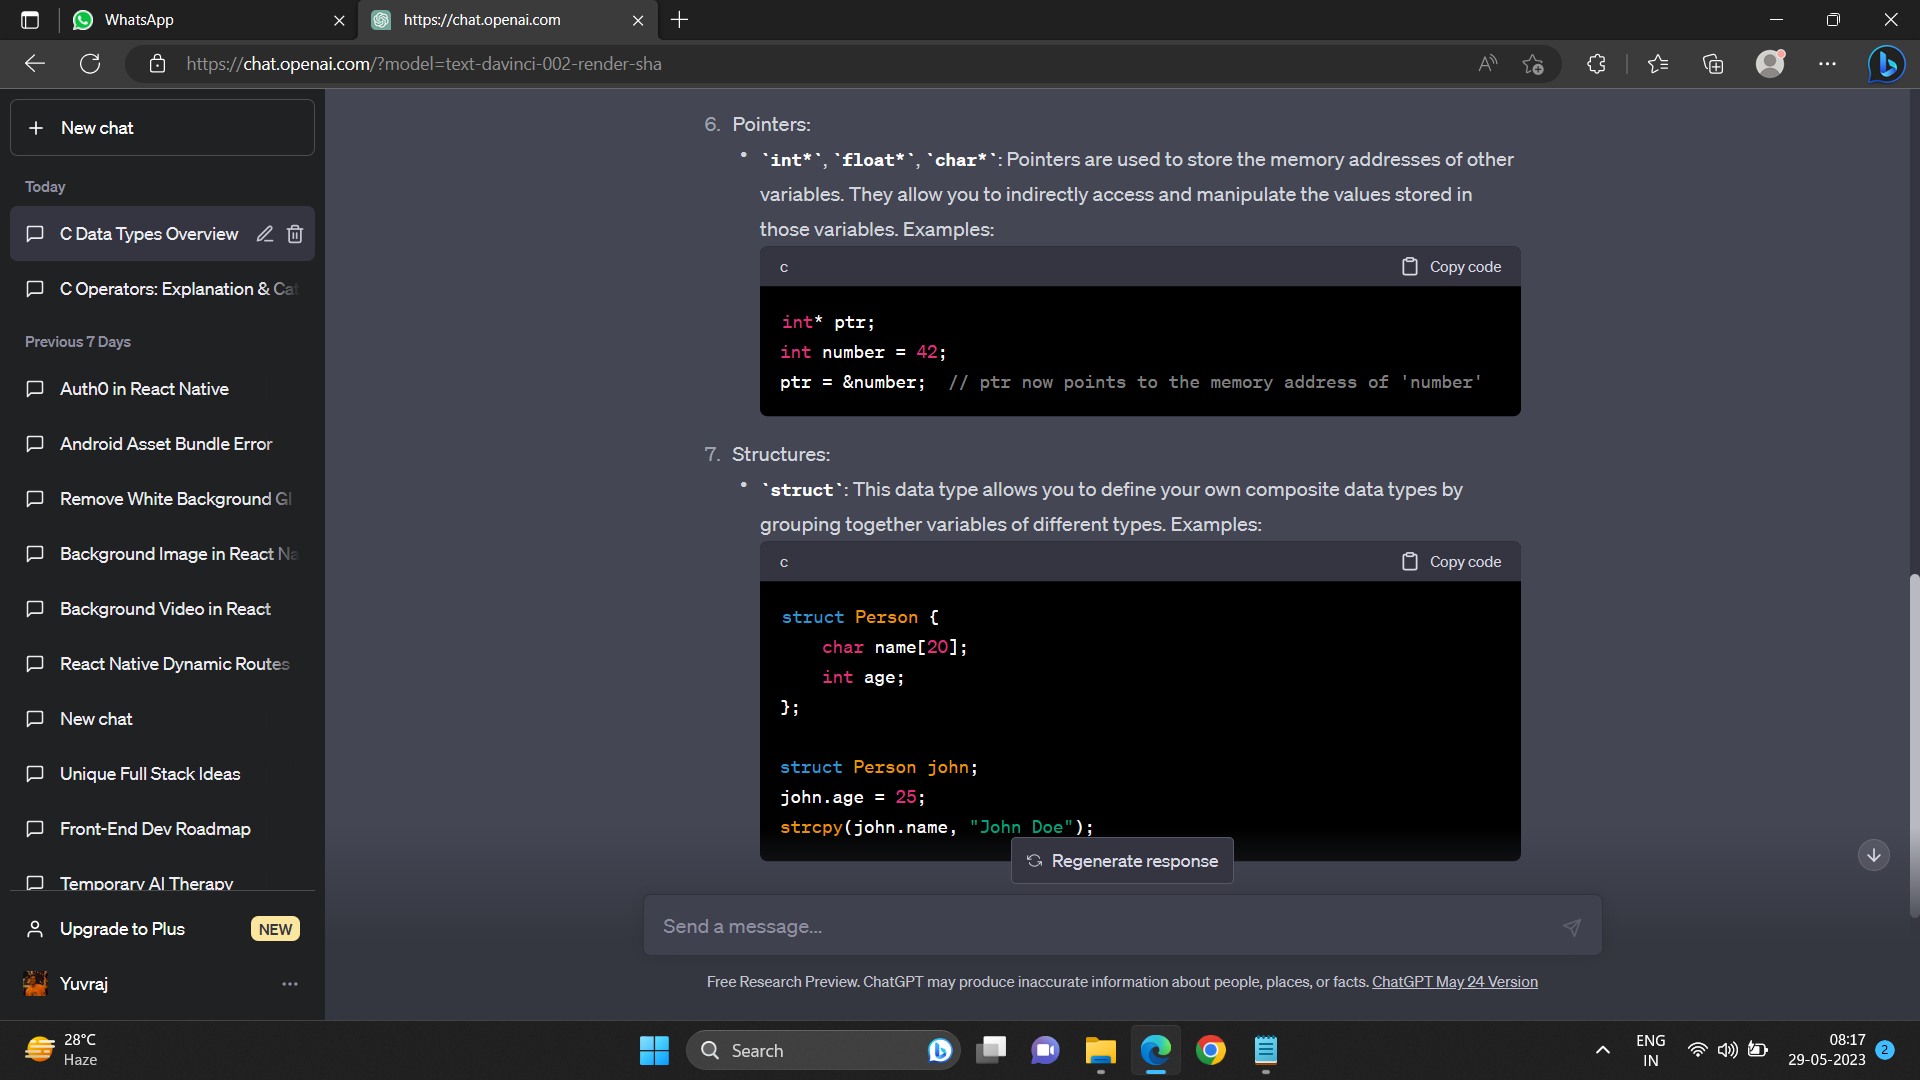 WhatsApp
https://chat.openai.com
https://chat.openai.com/?model=text-davinci-002-render-sha
New chat
Today
C Data Types Overview
C Operators: Explanation & Cat
Previous 7 Days
Auth0 in React Native
Android Asset Bundle Error
Remove White Background Gl
Background Image in React Na
Background Video in React
React Native Dynamic Routes
New chat
Unique Full Stack Ideas
Front-End Dev Roadmap
Temporary AI Therapy
Upgrade to Plus NEW
Yuvraj
6. Pointers:
• `int*`, `float*`, `char*`: Pointers are used to store the memory addresses of other
variables. They allow you to indirectly access and manipulate the values stored in
those variables. Examples:
c Copy code
int* ptr;
int number = 42;
ptr = &number;  // ptr now points to the memory address of 'number'
7. Structures:
• `struct`: This data type allows you to define your own composite data types by
grouping together variables of different types. Examples:
c Copy code
struct Person {
    char name[20];
    int age;
};
struct Person john;
john.age = 25;
strcpy(john.name, "John Doe");
Regenerate response
Send a message...
Free Research Preview. ChatGPT may produce inaccurate information about people, places, or facts. ChatGPT May 24 Version
28°C
Haze
Search
ENG
IN
08:17
29-05-2023
2